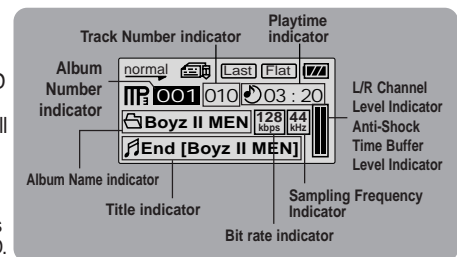 Playtime
indicator
Track Number indicator
Album
Number
indicator
normal Last Flat
001 010 03 : 20
Boyz II MEN 128 kbps 44 kHz
End [Boyz II MEN]
L/R Channel
Level Indicator
Anti-Shock
Time Buffer
Level Indicator
Album Name indicator
Title indicator
Sampling Frequency
Indicator
Bit rate indicator